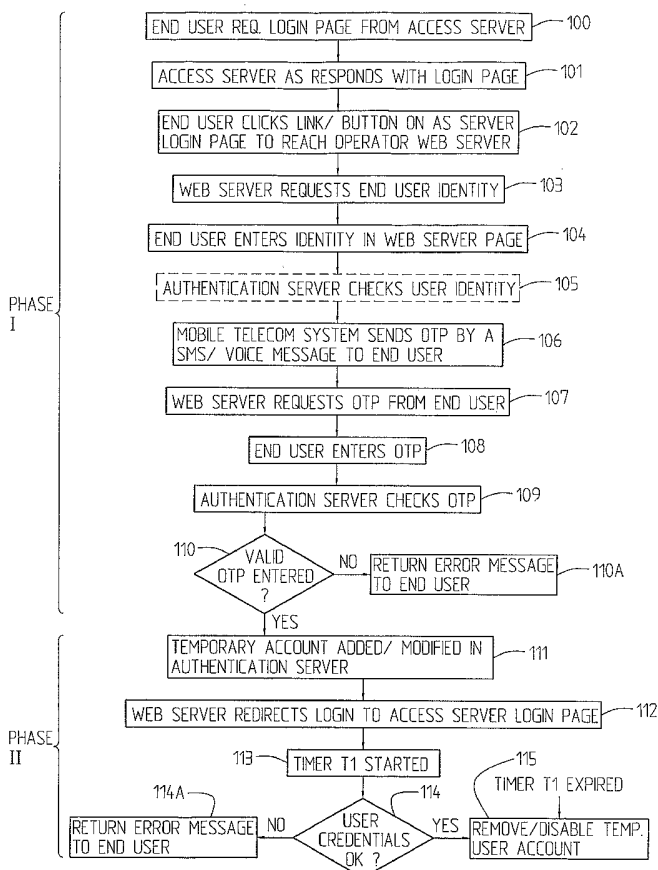 END USER REQ. LOGIN PAGE FROM ACCESS SERVER
100
ACCESS SERVER AS RESPONDS WITH LOGIN PAGE
101
END USER CLICKS LINK/ BUTTON ON AS SERVER
LOGIN PAGE TO REACH OPERATOR WEB SERVER
102
WEB SERVER REQUESTS END USER IDENTITY
103
END USER ENTERS IDENTITY IN WEB SERVER PAGE
104
AUTHENTICATION SERVER CHECKS USER IDENTITY
105
PHASE
I
MOBILE TELECOM SYSTEM SENDS OTP BY A
SMS/ VOICE MESSAGE TO END USER
106
WEB SERVER REQUESTS OTP FROM END USER
107
END USER ENTERS OTP
108
AUTHENTICATION SERVER CHECKS OTP
109
110
VALID
OTP ENTERED
?
NO
RETURN ERROR MESSAGE
TO END USER
110A
YES
TEMPORARY ACCOUNT ADDED/ MODIFIED IN
AUTHENTICATION SERVER
111
WEB SERVER REDIRECTS LOGIN TO ACCESS SERVER LOGIN PAGE
112
PHASE
II
113
TIMER T1 STARTED
114A
114
115
TIMER T1 EXPIRED
RETURN ERROR MESSAGE
TO END USER
NO
USER
CREDENTIALS
OK ?
YES
REMOVE/DISABLE TEMP.
USER ACCOUNT